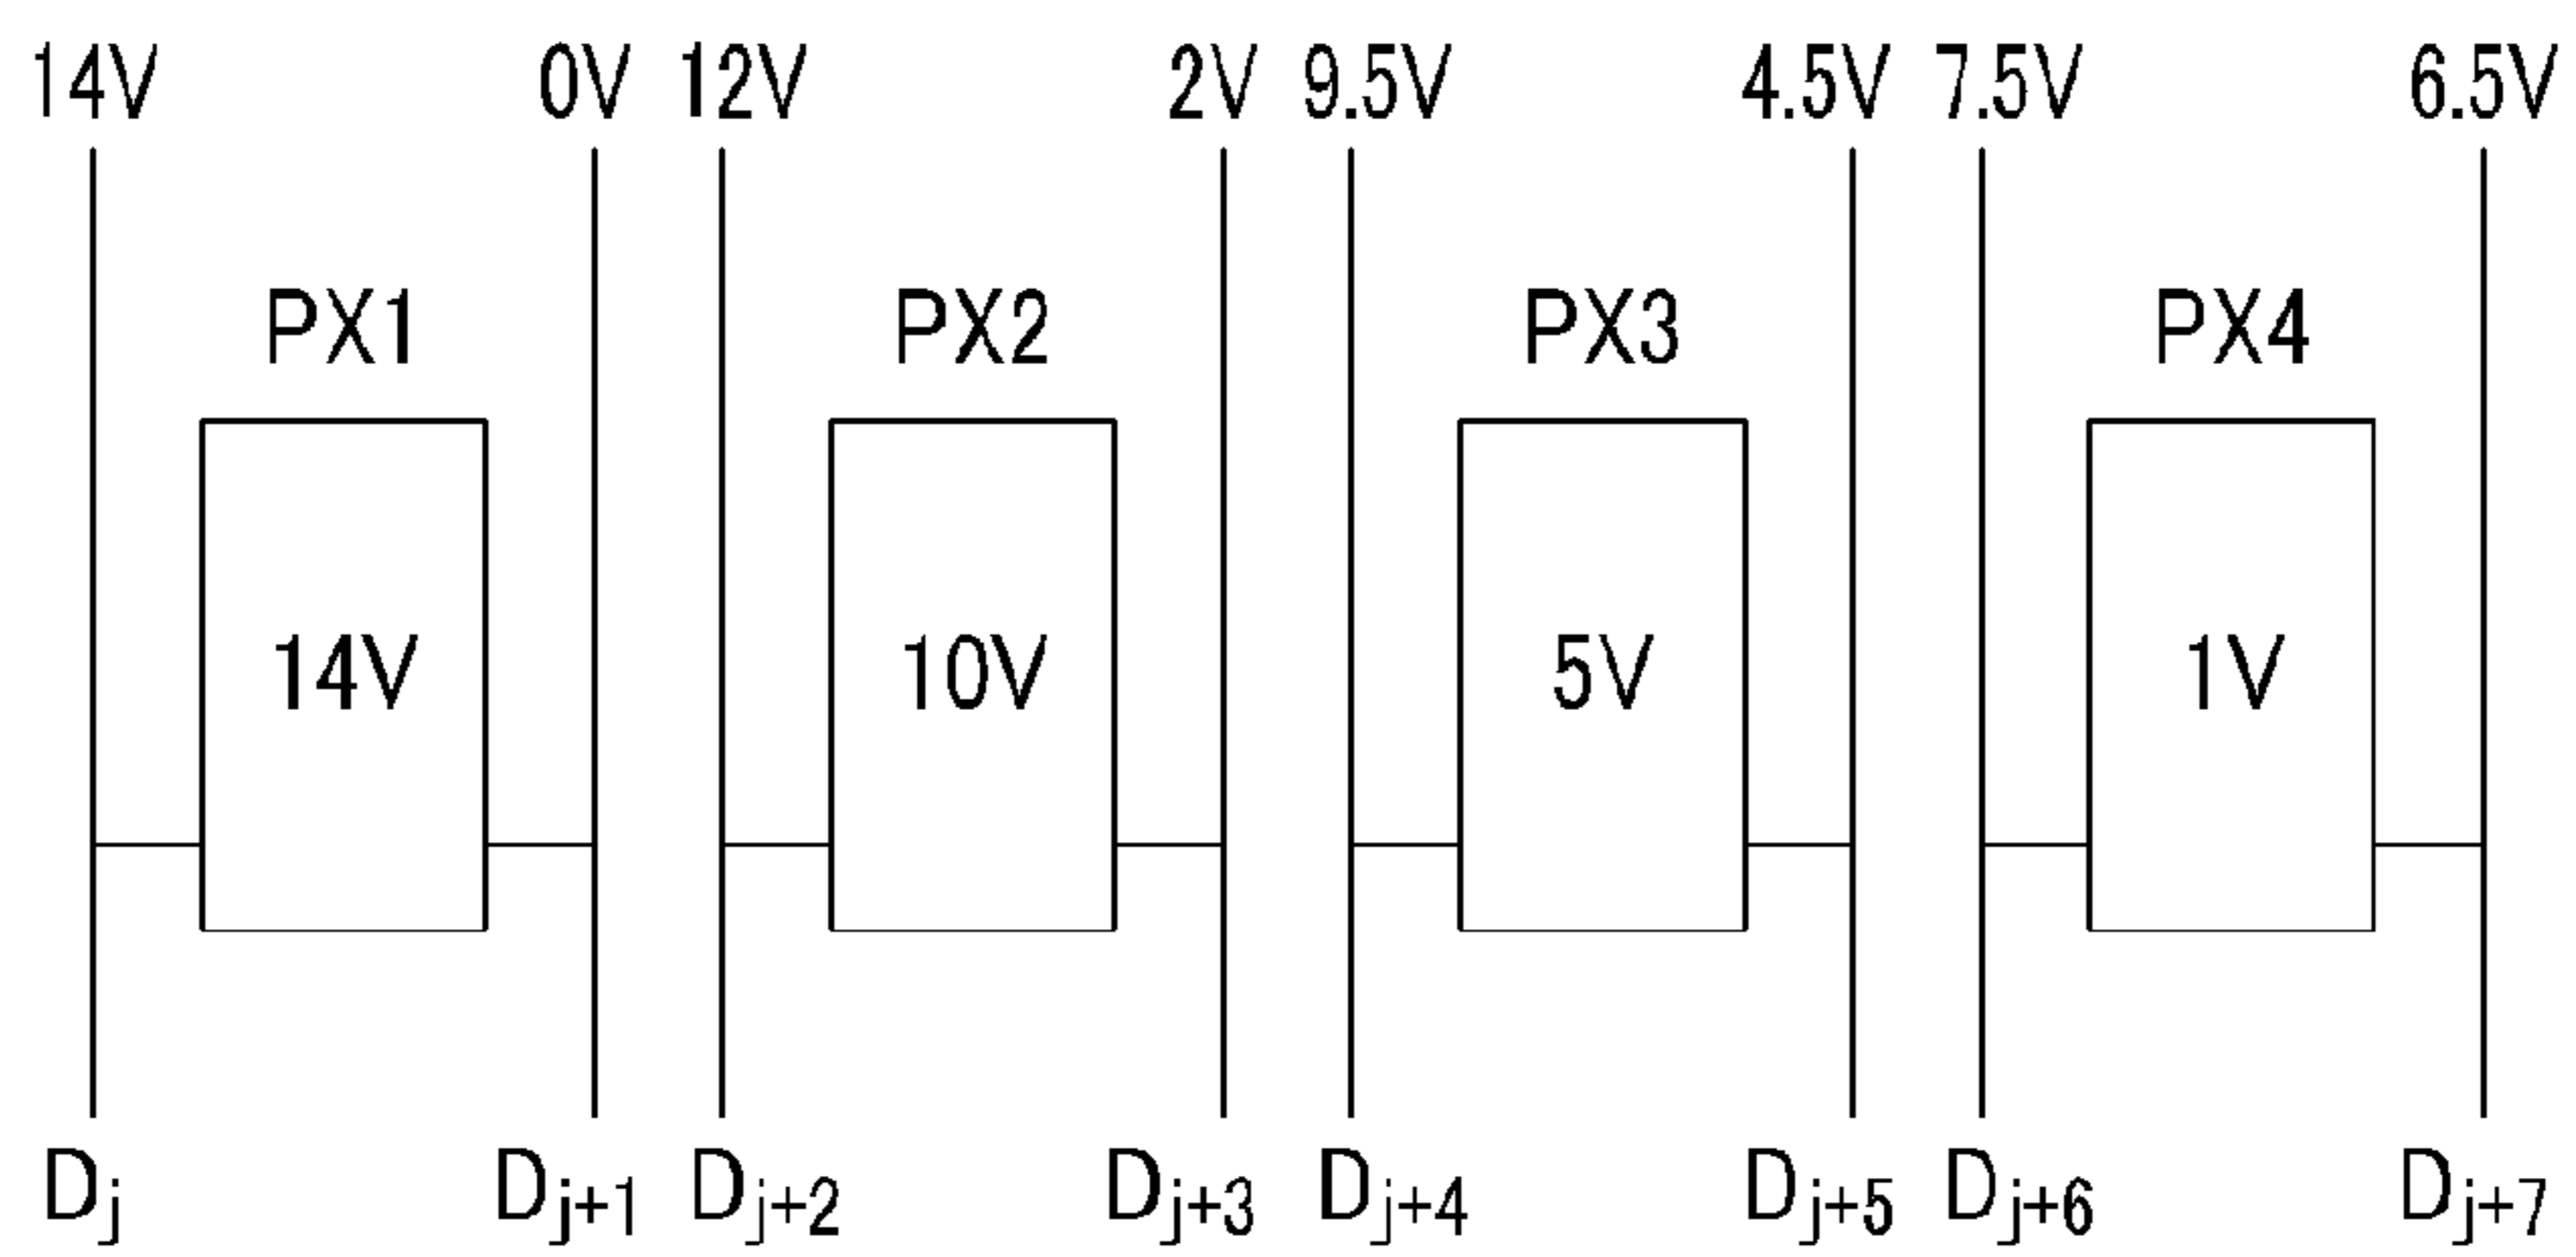 14V 0V 12V 2V 9.5V 4.5V 7.5V 6.5V
PX1 PX2 PX3 PX4
14V 10V 5V 1V
Dj Dj+1 Dj+2 Dj+3 Dj+4 Dj+5 Dj+6 Dj+7